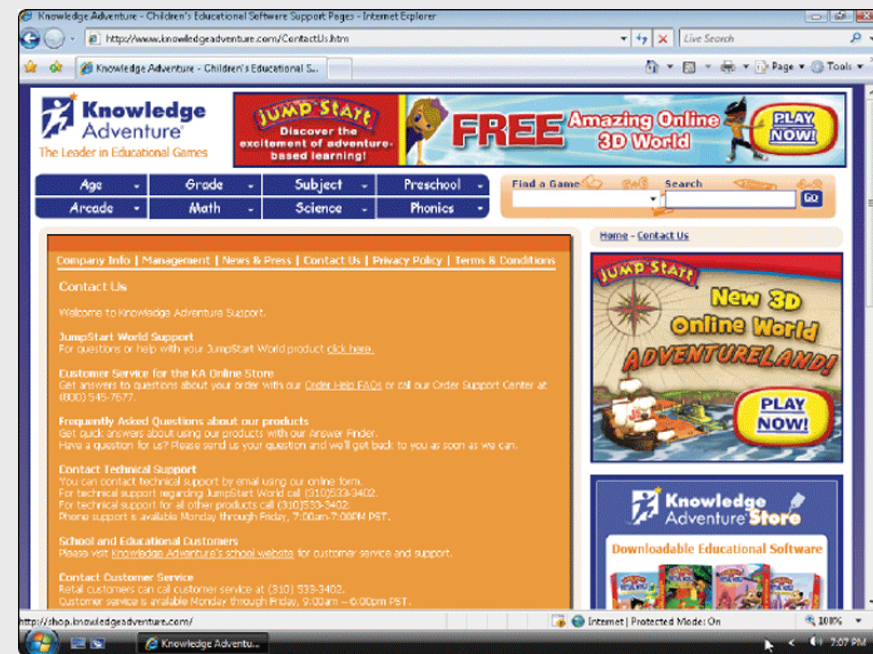 Knowledge Adventure - Children's Educational Software Support Pages - Internet Explorer
http://www.knowledgeadventure.com/ContactUs.htm
Live Search
Knowledge Adventure - Children's Educational S...
Page
Tools
Knowledge
Adventure
The Leader in Educational Games
JUMPSTART
Discover the
excitement of adventure-
based learning!
FREE Amazing Online
3D World
PLAY
NOW!
Age Grade Subject Preschool
Arcade Math Science Phonics
Find a Game
Search
GO
Home - Contact Us
Company Info | Management | News & Press | Contact Us | Privacy Policy | Terms & Conditions
Contact Us
Welcome to Knowledge Adventure Support.
JumpStart World Support
For questions or help with your JumpStart World product click here.
Customer Service for the KA Online Store
Get answers to questions about your order with our Order Help FAQs or call our Order Support Center at
(800) 545-7677.
Frequently Asked Questions about our products
Get quick answers about using our products with our Answer Finder.
Have a question for us? Please send us your question and we'll get back to you as soon as we can.
Contact Technical Support
You can contact technical support by email using our online form.
For technical support regarding JumpStart World call (310)533-3402.
For technical support for all other products call (310)533-3402
Phone support is available Monday through Friday, 7:00am-7:00PM PST.
School and Educational Customers
Please visit Knowledge Adventure's school website for customer service and support.
Contact Customer Service
Retail customers can call customer service at (310) 533-3402.
Customer service is available Monday through Friday, 9:00am – 6:00pm PST.
JUMPSTART
New 3D
Online World
ADVENTURELAND!
PLAY
NOW!
Knowledge
Adventure Store
Downloadable Educational Software
http://shop.knowledgeadventure.com/
Internet | Protected Mode: On
100%
Knowledge Adventu...
7:07 PM